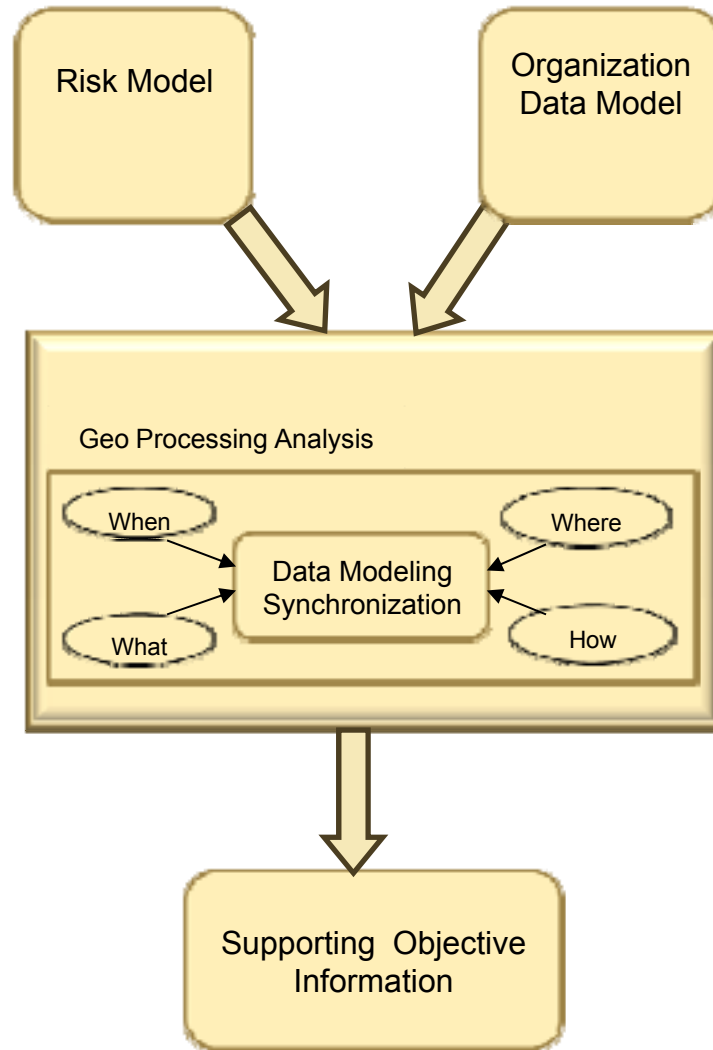 Risk Model
Organization
Data Model
Geo Processing Analysis
When
Where
Data Modeling
Synchronization
What
How
Supporting Objective
Information